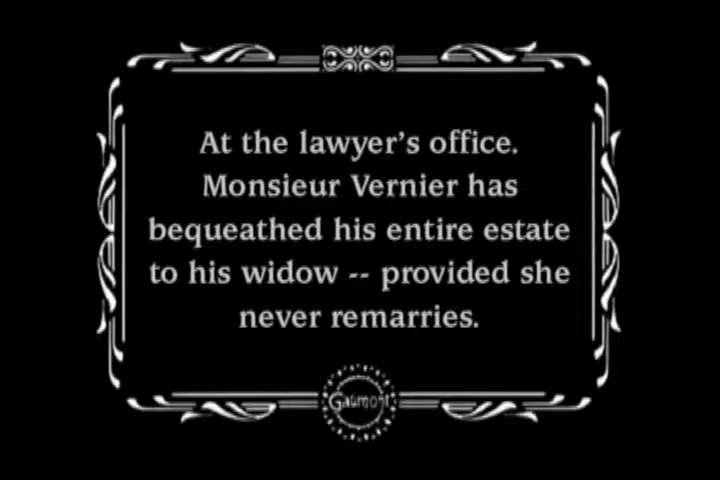 At the lawyer's office.
Monsieur Vernier has
bequeathed his entire estate
to his widow -- provided she
never remarries.
Gaumont